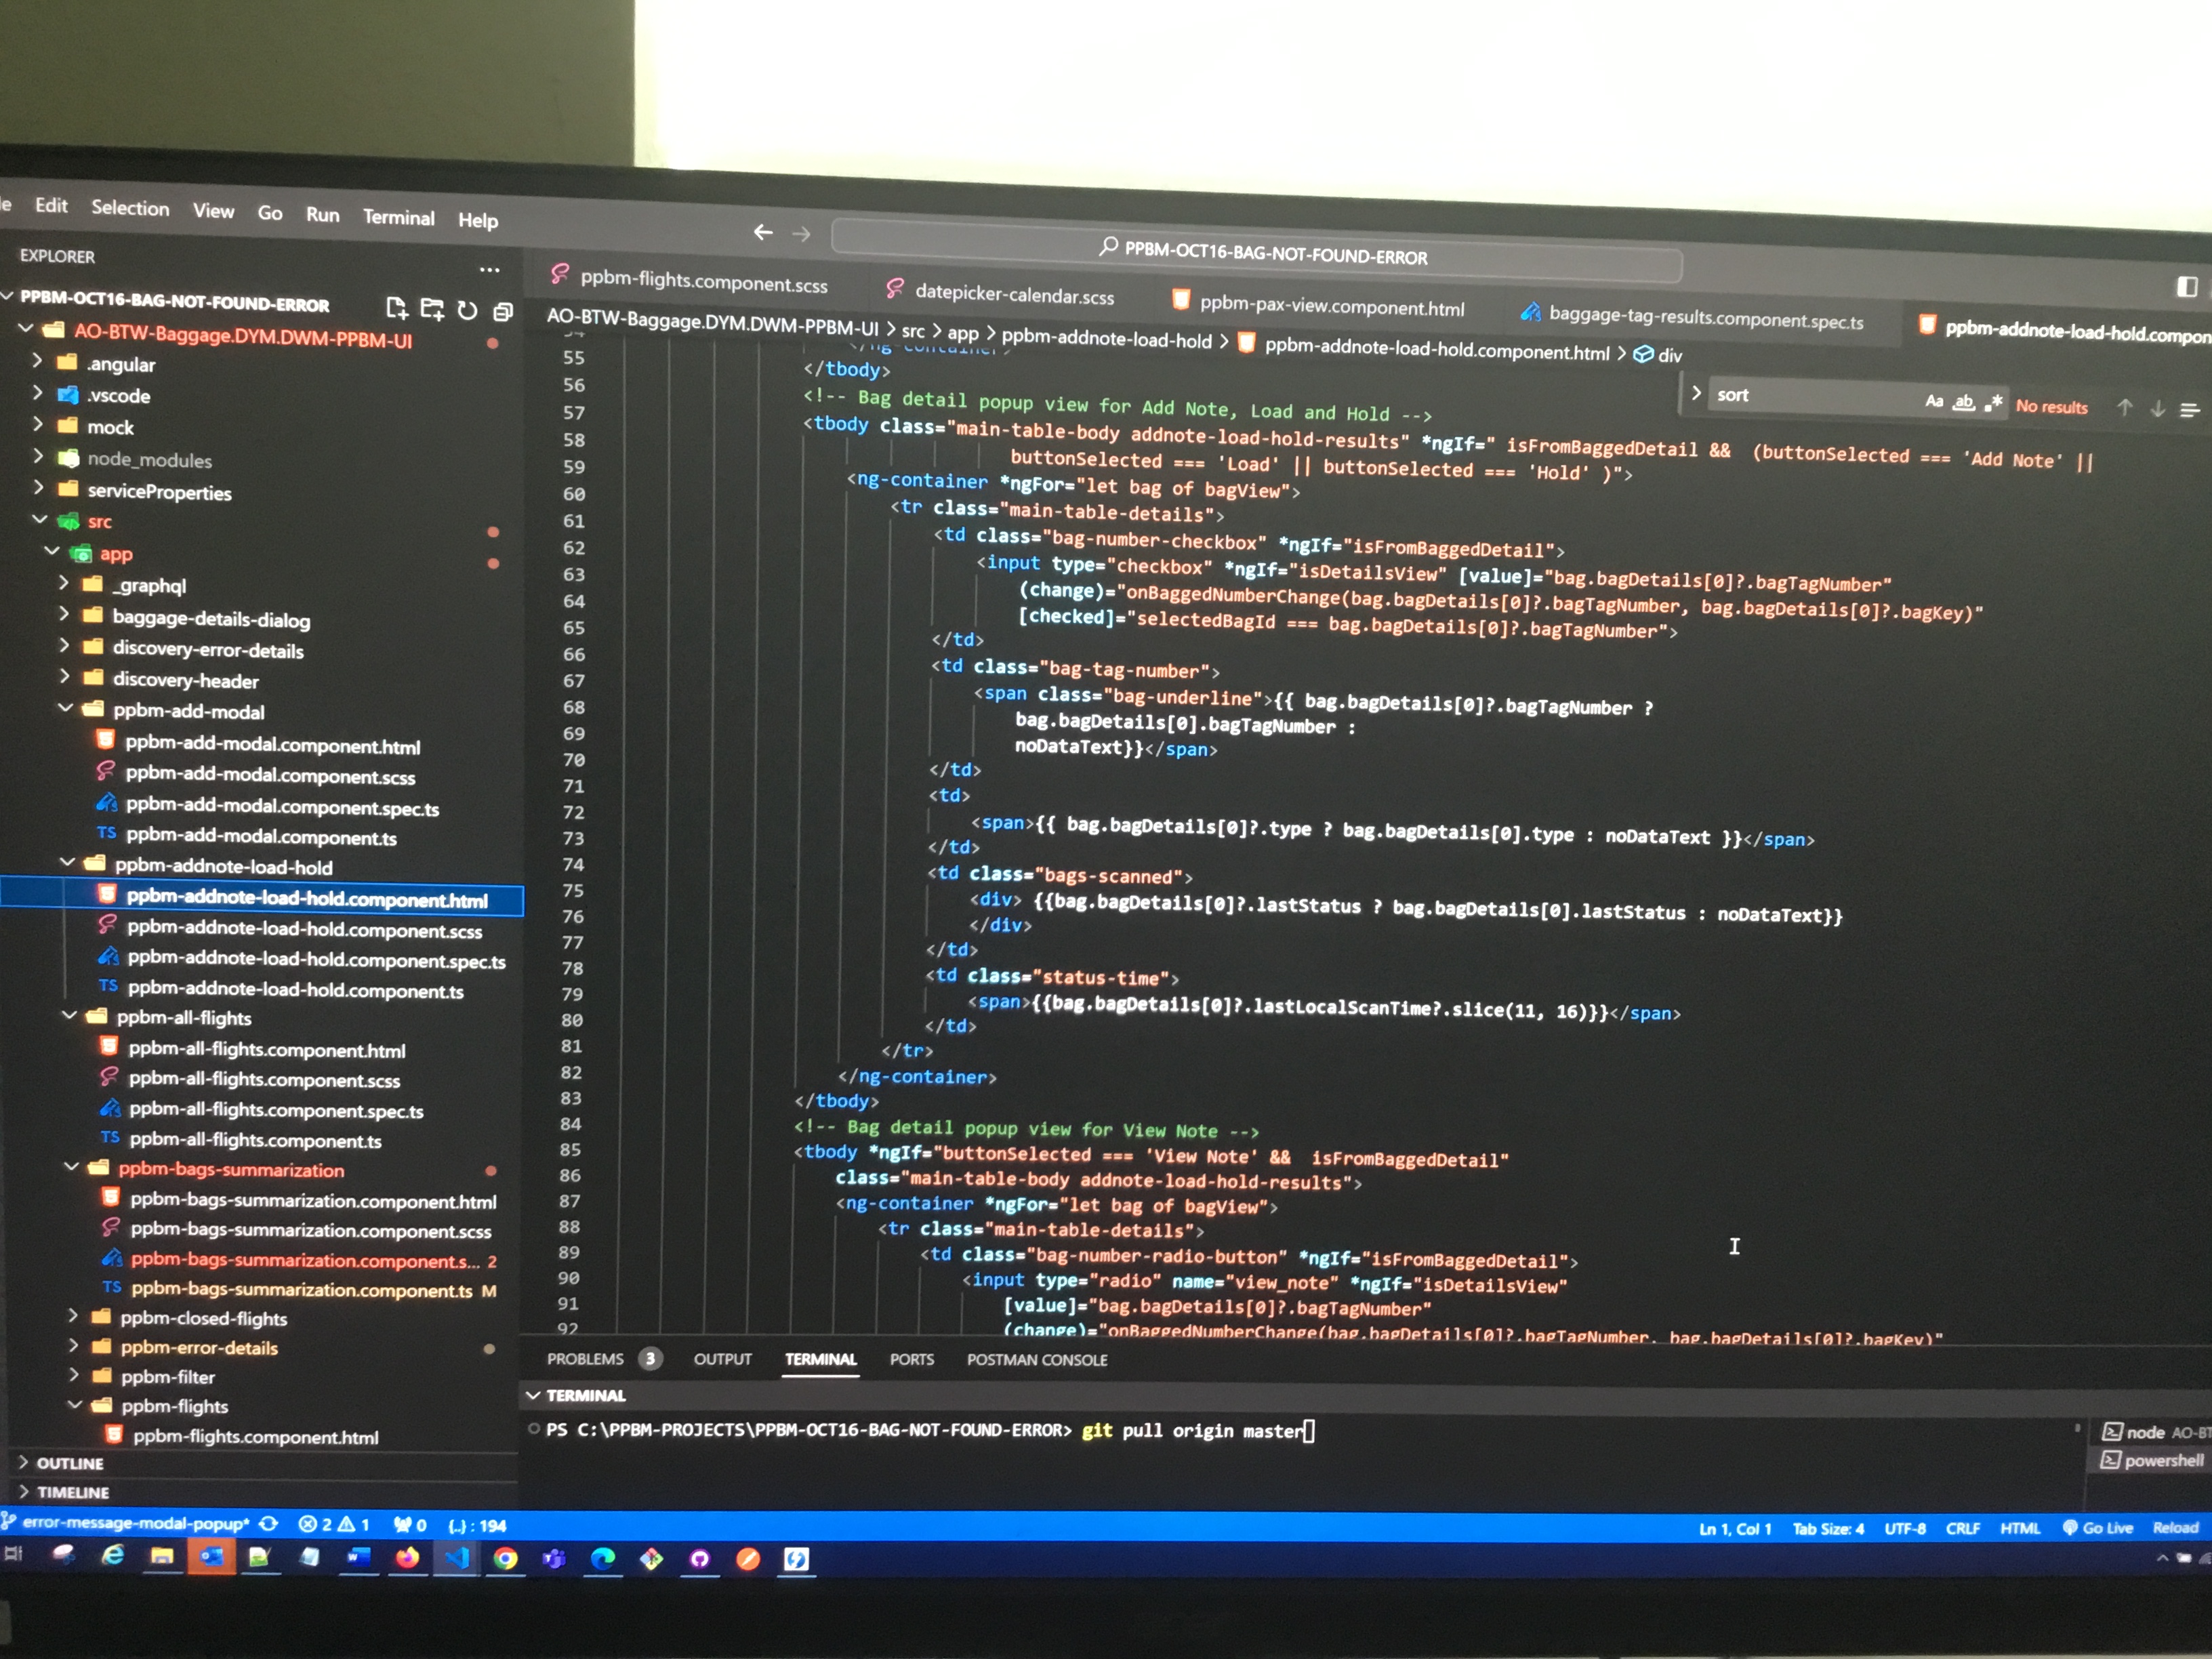 Edit Selection View Go Run Terminal Help
PPBM-OCT16-BAG-NOT-FOUND-ERROR
EXPLORER
PPBM-OCT16-BAG-NOT-FOUND-ERROR
AO-BTW-Baggage.DYM.DWM-PPBM-UI
.angular
.vscode
mock
node_modules
serviceProperties
src
app
_graphql
baggage-details-dialog
discovery-error-details
discovery-header
ppbm-add-modal
ppbm-add-modal.component.html
ppbm-add-modal.component.scss
ppbm-add-modal.component.spec.ts
TS ppbm-add-modal.component.ts
ppbm-addnote-load-hold
ppbm-addnote-load-hold.component.html
ppbm-addnote-load-hold.component.scss
ppbm-addnote-load-hold.component.spec.ts
TS ppbm-addnote-load-hold.component.ts
ppbm-all-flights
ppbm-all-flights.component.html
ppbm-all-flights.component.scss
ppbm-all-flights.component.spec.ts
TS ppbm-all-flights.component.ts
ppbm-bags-summarization
ppbm-bags-summarization.component.html
ppbm-bags-summarization.component.scss
ppbm-bags-summarization.component.s... 2
TS ppbm-bags-summarization.component.ts M
ppbm-closed-flights
ppbm-error-details
ppbm-filter
ppbm-flights
ppbm-flights.component.html
OUTLINE
TIMELINE
ppbm-flights.component.scss datepicker-calendar.scss ppbm-pax-view.component.html baggage-tag-results.component.spec.ts ppbm-addnote-load-hold.compon
AO-BTW-Baggage.DYM.DWM-PPBM-UI > src > app > ppbm-addnote-load-hold > ppbm-addnote-load-hold.component.html > div
sort Aa ab .* No results
55 </tbody>
56 <!-- Bag detail popup view for Add Note, Load and Hold -->
57 <tbody class="main-table-body addnote-load-hold-results" *ngIf=" isFromBaggedDetail && (buttonSelected === 'Add Note' ||
58 buttonSelected === 'Load' || buttonSelected === 'Hold' )">
59 <ng-container *ngFor="let bag of bagView">
60 <tr class="main-table-details">
61 <td class="bag-number-checkbox" *ngIf="isFromBaggedDetail">
62 <input type="checkbox" *ngIf="isDetailsView" [value]="bag.bagDetails[0]?.bagTagNumber"
63 (change)="onBaggedNumberChange(bag.bagDetails[0]?.bagTagNumber, bag.bagDetails[0]?.bagKey)"
64 [checked]="selectedBagId === bag.bagDetails[0]?.bagTagNumber">
65 </td>
66 <td class="bag-tag-number">
67 <span class="bag-underline">{{ bag.bagDetails[0]?.bagTagNumber ?
68 bag.bagDetails[0].bagTagNumber :
69 noDataText}}</span>
70 </td>
71 <td>
72 <span>{{ bag.bagDetails[0]?.type ? bag.bagDetails[0].type : noDataText }}</span>
73 </td>
74 <td class="bags-scanned">
75 <div> {{bag.bagDetails[0]?.lastStatus ? bag.bagDetails[0].lastStatus : noDataText}}
76 </div>
77 </td>
78 <td class="status-time">
79 <span>{{bag.bagDetails[0]?.lastLocalScanTime?.slice(11, 16)}}</span>
80 </td>
81 </tr>
82 </ng-container>
83 </tbody>
84 <!-- Bag detail popup view for View Note -->
85 <tbody *ngIf="buttonSelected === 'View Note' && isFromBaggedDetail"
86 class="main-table-body addnote-load-hold-results">
87 <ng-container *ngFor="let bag of bagView">
88 <tr class="main-table-details">
89 <td class="bag-number-radio-button" *ngIf="isFromBaggedDetail">
90 <input type="radio" name="view_note" *ngIf="isDetailsView"
91 [value]="bag.bagDetails[0]?.bagTagNumber"
92 (change)="onBaggedNumberChange(bag.bagDetails[0]?.bagTagNumber, bag.bagDetails[0]?.bagKey)"
PROBLEMS 3 OUTPUT TERMINAL PORTS POSTMAN CONSOLE
TERMINAL
PS C:\PPBM-PROJECTS\PPBM-OCT16-BAG-NOT-FOUND-ERROR> git pull origin master
node AO-BT
powershell
error-message-modal-popup* 2 1 0 {..} : 194 Ln 1, Col 1 Tab Size: 4 UTF-8 CRLF HTML Go Live Reload